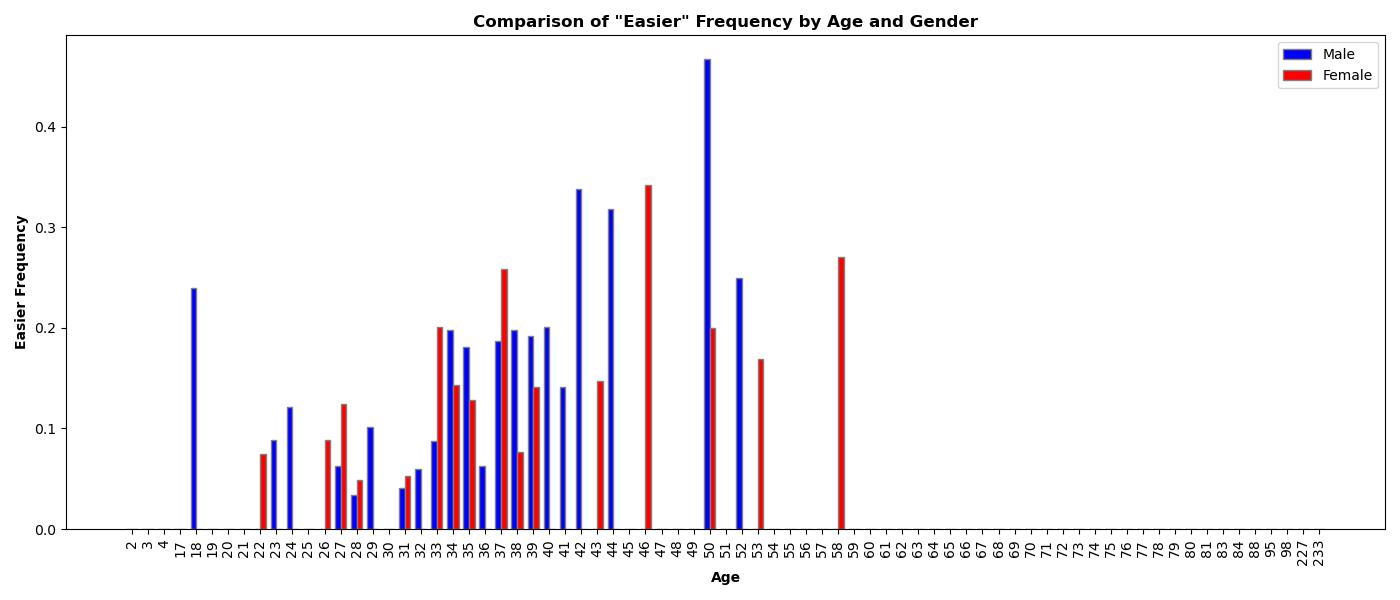 Comparison of "Easier" Frequency by Age and Gender
Male
Female
Easier Frequency
0.4
0.3
0.2
0.1
0.0
2 3 4 17 18 19 20 21 22 23 24 25 26 27 28 29 30 31 32 33 34 35 36 37 38 39 40 41 42 43 44 45 46 47 48 49 50 51 52 53 54 55 56 57 58 59 60 61 62 63 64 65 66 67 68 69 70 71 72 73 74 75 76 77 78 79 80 81 83 84 88 95 98 227 233
Age